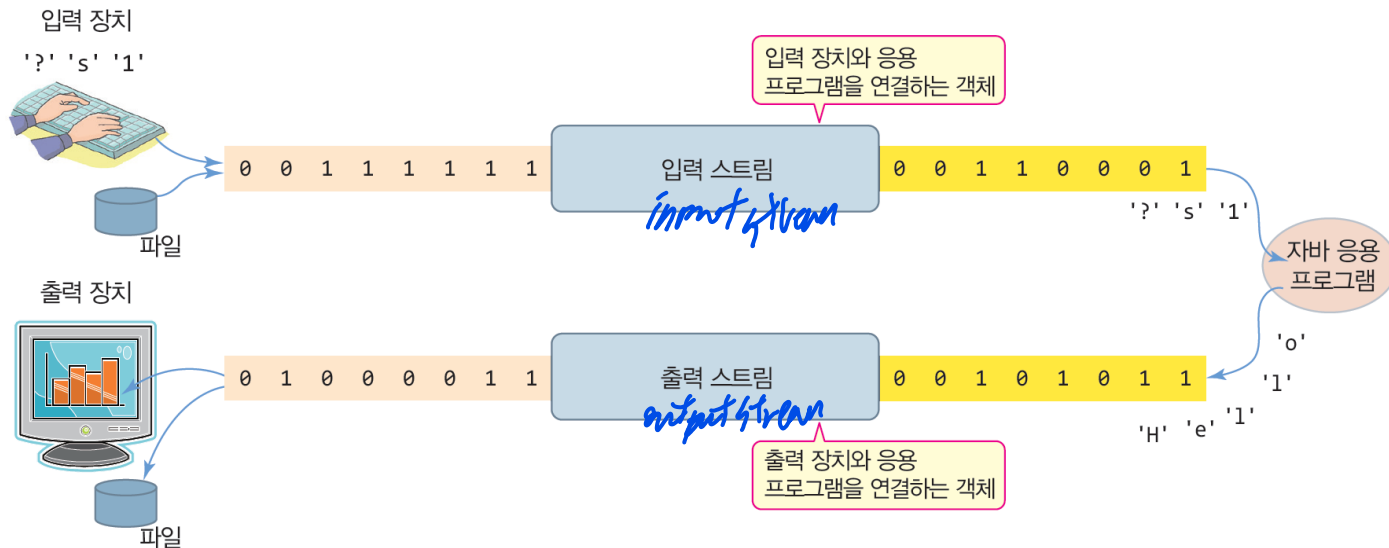 입력 장치
'?' 's' '1'
입력 장치와 응용
프로그램을 연결하는 객체
0 0 1 1 1 1 1 1
입력 스트림
input stream
0 0 1 1 0 0 0 1
'?' 's' '1'
파일
자바 응용
프로그램
출력 장치
0 1 0 0 0 0 1 1
출력 스트림
output stream
0 0 1 0 1 0 1 1
'o'
'l'
'l'
'e'
'H'
출력 장치와 응용
프로그램을 연결하는 객체
파일